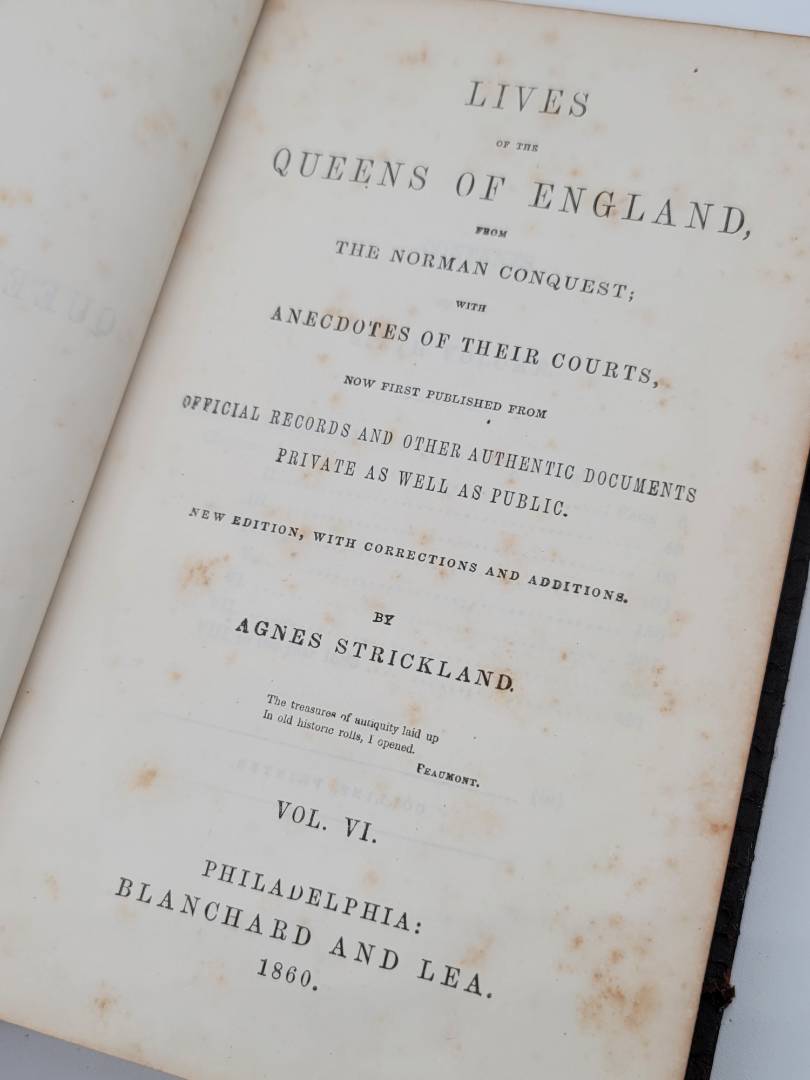 LIVES
OF THE
QUEENS OF ENGLAND,
FROM
THE NORMAN CONQUEST;
WITH
ANECDOTES OF THEIR COURTS,
NOW FIRST PUBLISHED FROM
OFFICIAL RECORDS AND OTHER AUTHENTIC DOCUMENTS
PRIVATE AS WELL AS PUBLIC.
NEW EDITION, WITH CORRECTIONS AND ADDITIONS.
BY
AGNES STRICKLAND.
The treasures of antiquity laid up
In old historic rolls, I opened.
BEAUMONT.
VOL. VI.
PHILADELPHIA:
BLANCHARD AND LEA.
1860.